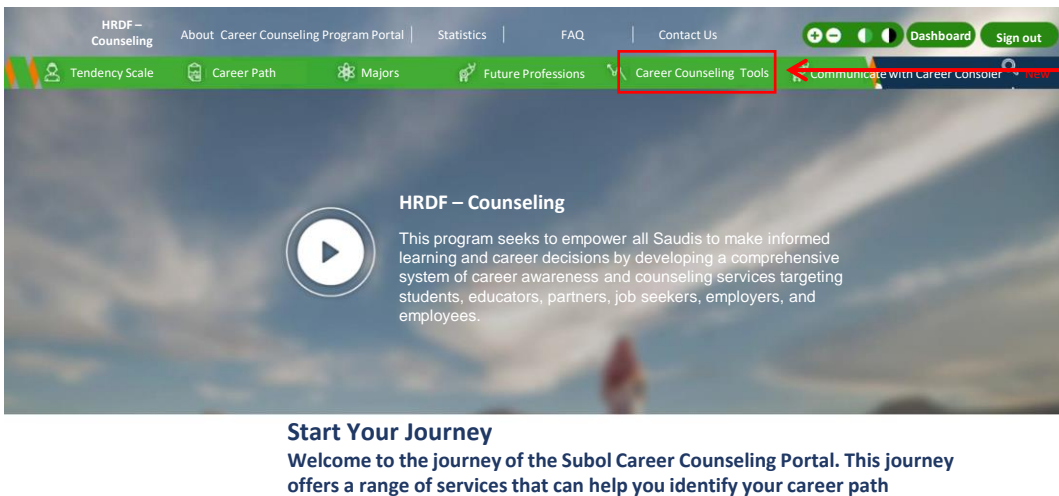 HRDF –
Counseling
About Career Counseling Program Portal
Statistics
FAQ
Contact Us
Dashboard
Sign out
Tendency Scale
Career Path
Majors
Future Professions
Career Counseling Tools
Communicate with Career Consoler
New
HRDF – Counseling
This program seeks to empower all Saudis to make informed
learning and career decisions by developing a comprehensive
system of career awareness and counseling services targeting
students, educators, partners, job seekers, employers, and
employees.
Start Your Journey
Welcome to the journey of the Subol Career Counseling Portal. This journey
offers a range of services that can help you identify your career path